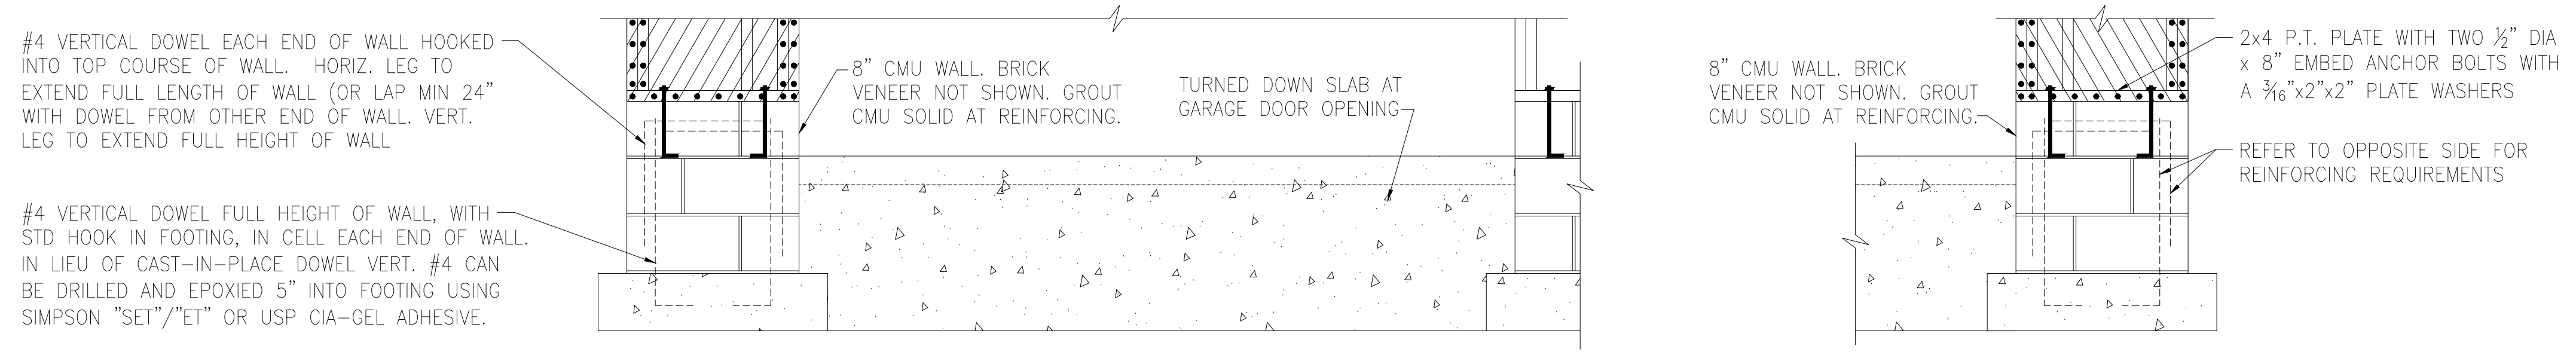 #4 VERTICAL DOWEL EACH END OF WALL HOOKED
INTO TOP COURSE OF WALL. HORIZ. LEG TO
EXTEND FULL LENGTH OF WALL (OR LAP MIN 24"
WITH DOWEL FROM OTHER END OF WALL. VERT.
LEG TO EXTEND FULL HEIGHT OF WALL
#4 VERTICAL DOWEL FULL HEIGHT OF WALL, WITH
STD HOOK IN FOOTING, IN CELL EACH END OF WALL.
IN LIEU OF CAST-IN-PLACE DOWEL VERT. #4 CAN
BE DRILLED AND EPOXIED 5" INTO FOOTING USING
SIMPSON "SET"/"ET" OR USP CIA-GEL ADHESIVE.
8" CMU WALL. BRICK
VENEER NOT SHOWN. GROUT
CMU SOLID AT REINFORCING.
TURNED DOWN SLAB AT
GARAGE DOOR OPENING
8" CMU WALL. BRICK
VENEER NOT SHOWN. GROUT
CMU SOLID AT REINFORCING.
2x4 P.T. PLATE WITH TWO ½" DIA
x 8" EMBED ANCHOR BOLTS WITH
A 3⁄16"x2"x2" PLATE WASHERS
REFER TO OPPOSITE SIDE FOR
REINFORCING REQUIREMENTS